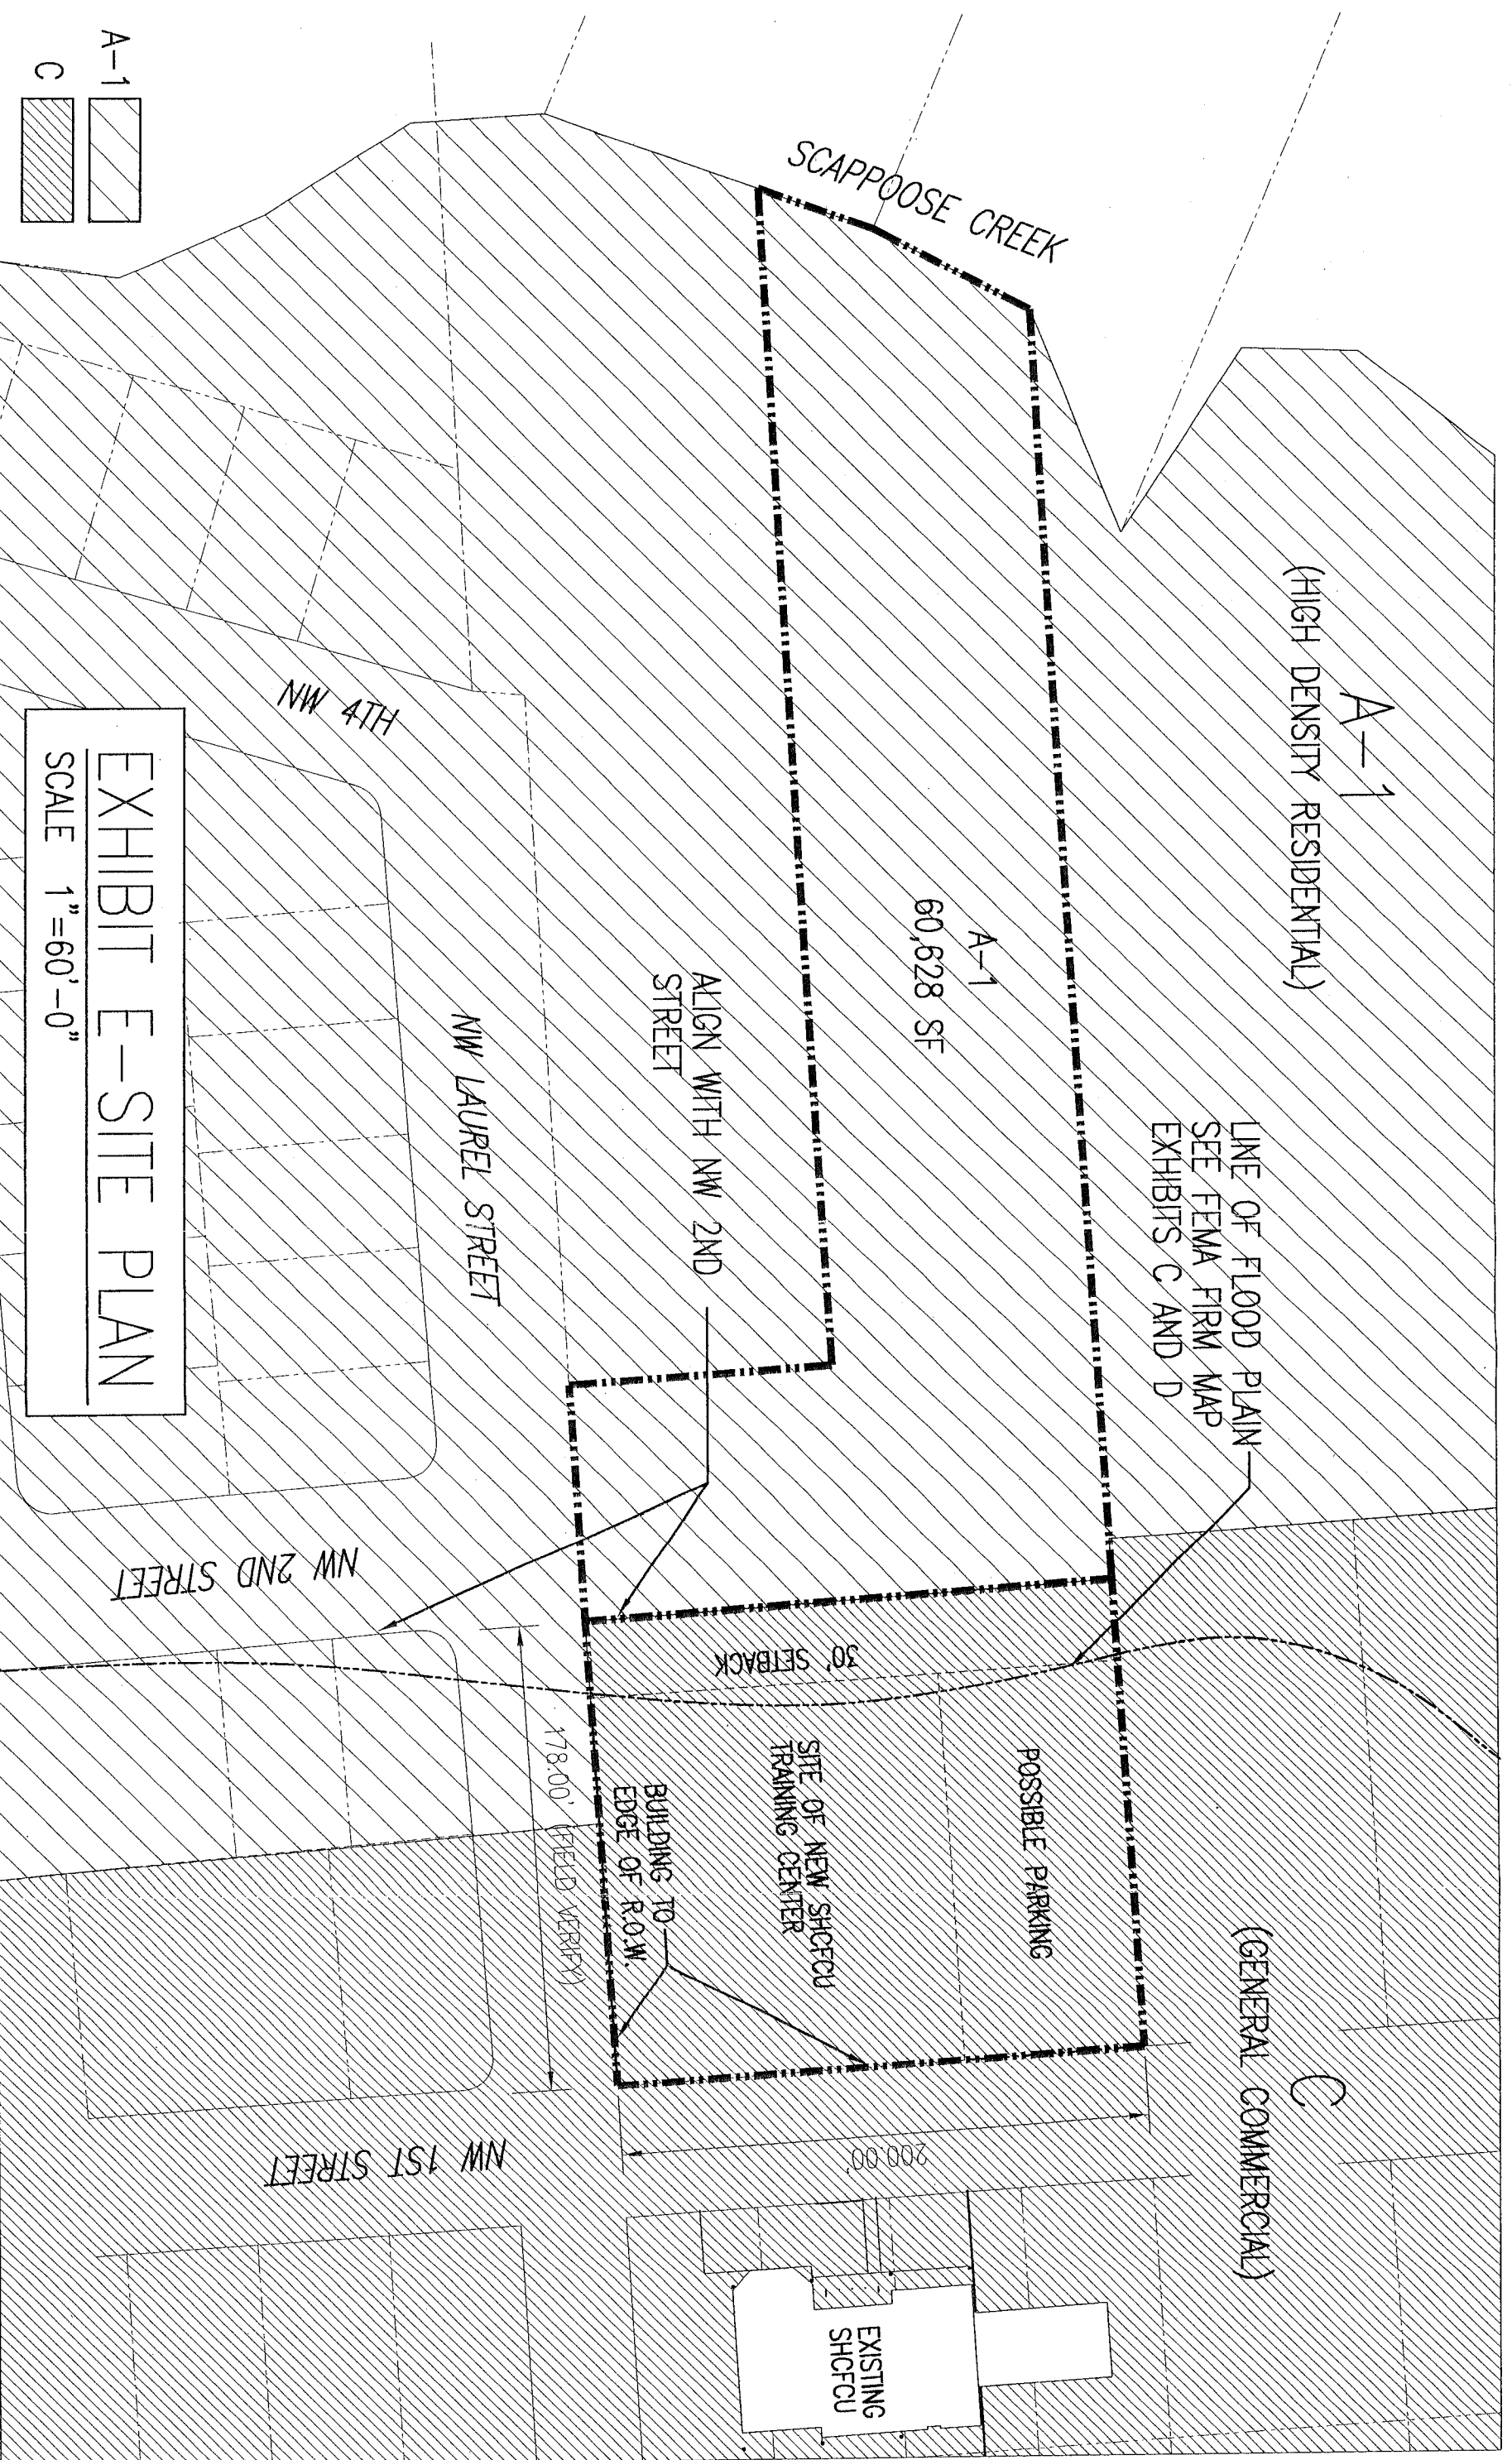 A-1
(HIGH DENSITY RESIDENTIAL)
C
(GENERAL COMMERCIAL)
SCAPPOOSE CREEK
LINE OF FLOOD PLAIN
SEE FEMA FIRM MAP
EXHIBITS C AND D
A-1
60,628 SF
POSSIBLE PARKING
30' SETBACK
SITE OF NEW SHCFCU
TRAINING CENTER
BUILDING TO
EDGE OF R.O.W.
200.00'
EXISTING
SHCFCU
ALIGN WITH NW 2ND
STREET
178.00' (FIELD VERIFY)
NW LAUREL STREET
NW 4TH
NW 2ND STREET
NW 1ST STREET
A-1
C
EXHIBIT E-SITE PLAN
SCALE 1"=60'-0"